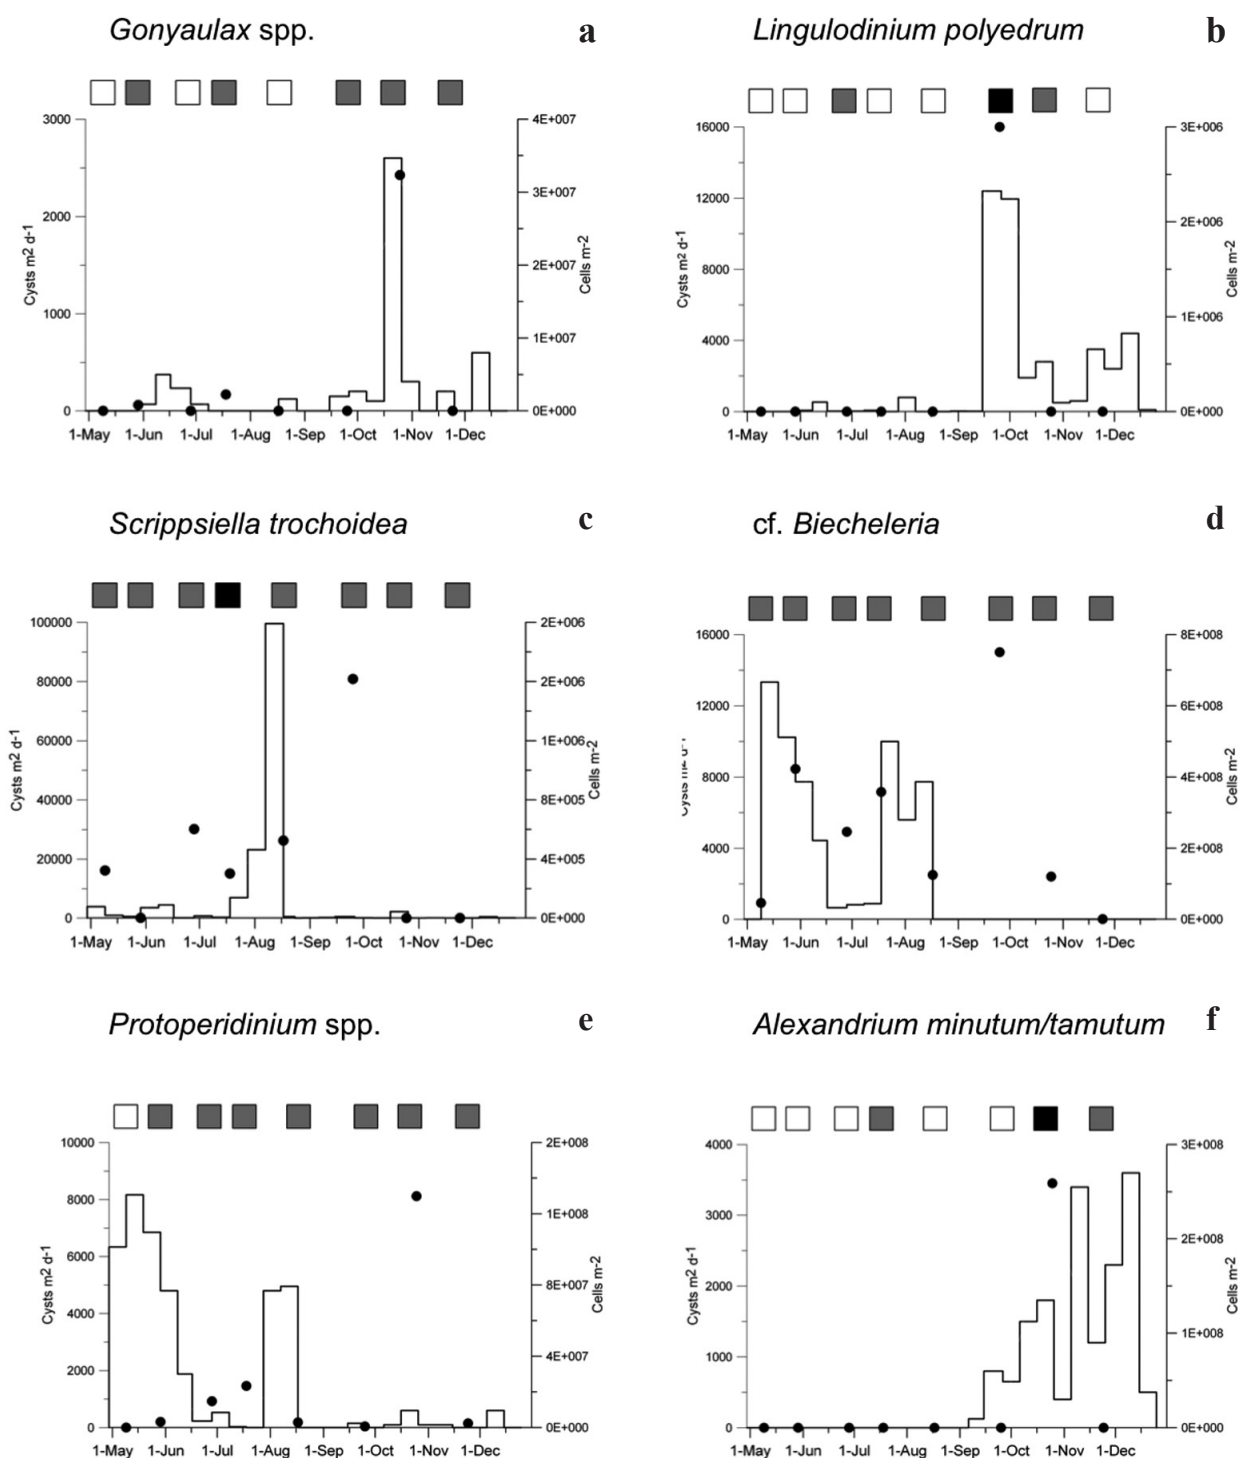 Gonyaulax spp. a
3000
2000
1000
0
Cysts m2 d-1
4E+007
3E+007
2E+007
1E+007
0E+000
Cells m-2
1-May 1-Jun 1-Jul 1-Aug 1-Sep 1-Oct 1-Nov 1-Dec
Lingulodinium polyedrum b
16000
12000
8000
4000
0
Cysts m2 d-1
3E+006
2E+006
1E+006
0E+000
Cells m-2
1-May 1-Jun 1-Jul 1-Aug 1-Sep 1-Oct 1-Nov 1-Dec
Scrippsiella trochoidea c
100000
80000
60000
40000
20000
0
Cysts m2 d-1
2E+006
2E+006
1E+006
8E+005
4E+005
0E+000
Cells m-2
1-May 1-Jun 1-Jul 1-Aug 1-Sep 1-Oct 1-Nov 1-Dec
cf. Biecheleria d
16000
12000
8000
4000
0
Cysts m2 d-1
8E+008
6E+008
4E+008
2E+008
0E+000
Cells m-2
1-May 1-Jun 1-Jul 1-Aug 1-Sep 1-Oct 1-Nov 1-Dec
Protoperidinium spp. e
10000
8000
6000
4000
2000
0
Cysts m2 d-1
2E+008
1E+008
8E+007
4E+007
0E+000
Cells m-2
1-May 1-Jun 1-Jul 1-Aug 1-Sep 1-Oct 1-Nov 1-Dec
Alexandrium minutum/tamutum f
4000
3000
2000
1000
0
Cysts m2 d-1
3E+008
2E+008
1E+008
0E+000
Cells m-2
1-May 1-Jun 1-Jul 1-Aug 1-Sep 1-Oct 1-Nov 1-Dec